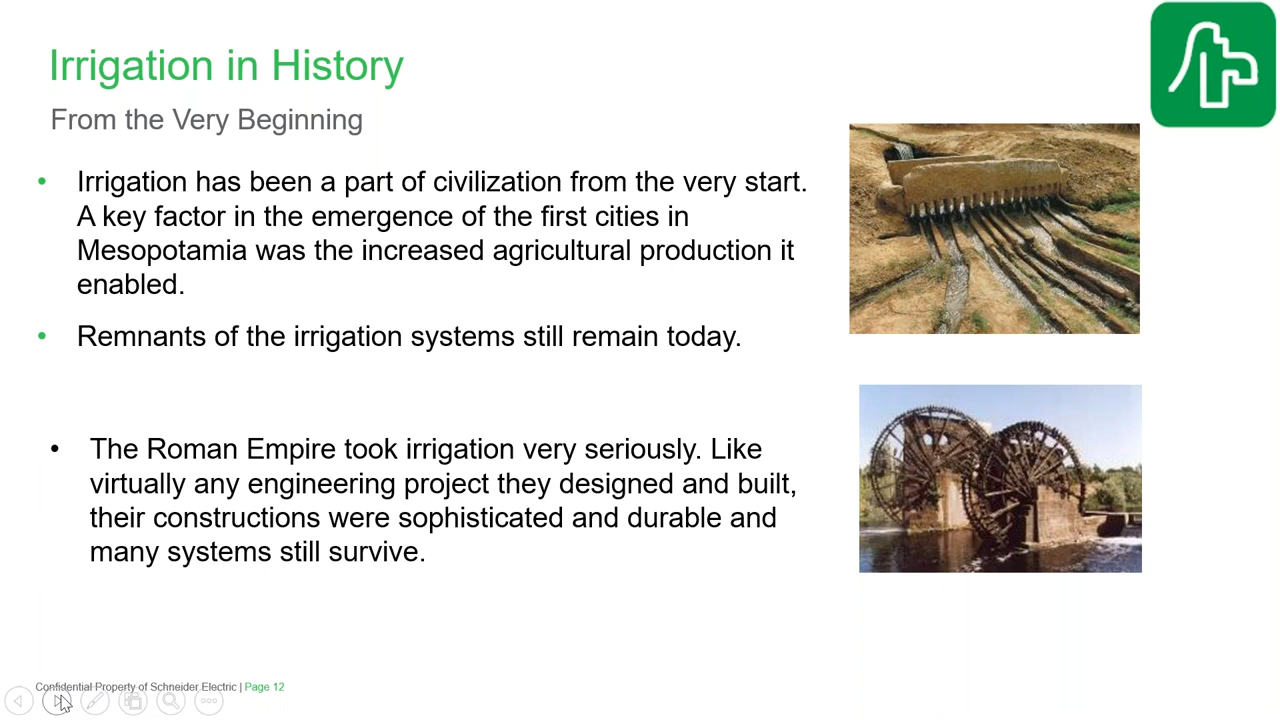 Irrigation in History
From the Very Beginning
• Irrigation has been a part of civilization from the very start.
A key factor in the emergence of the first cities in
Mesopotamia was the increased agricultural production it
enabled.
• Remnants of the irrigation systems still remain today.
• The Roman Empire took irrigation very seriously. Like
virtually any engineering project they designed and built,
their constructions were sophisticated and durable and
many systems still survive.
Confidential Property of Schneider Electric | Page 12